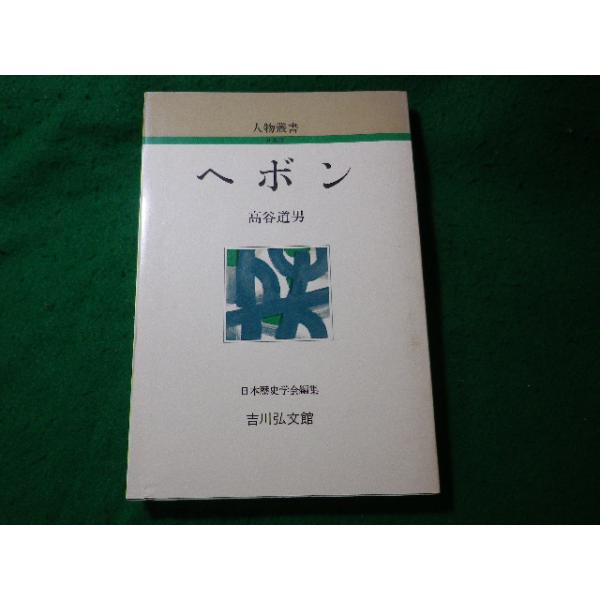 人物叢書
ヘボン
高谷道男
日本歴史学会編集
吉川弘文館